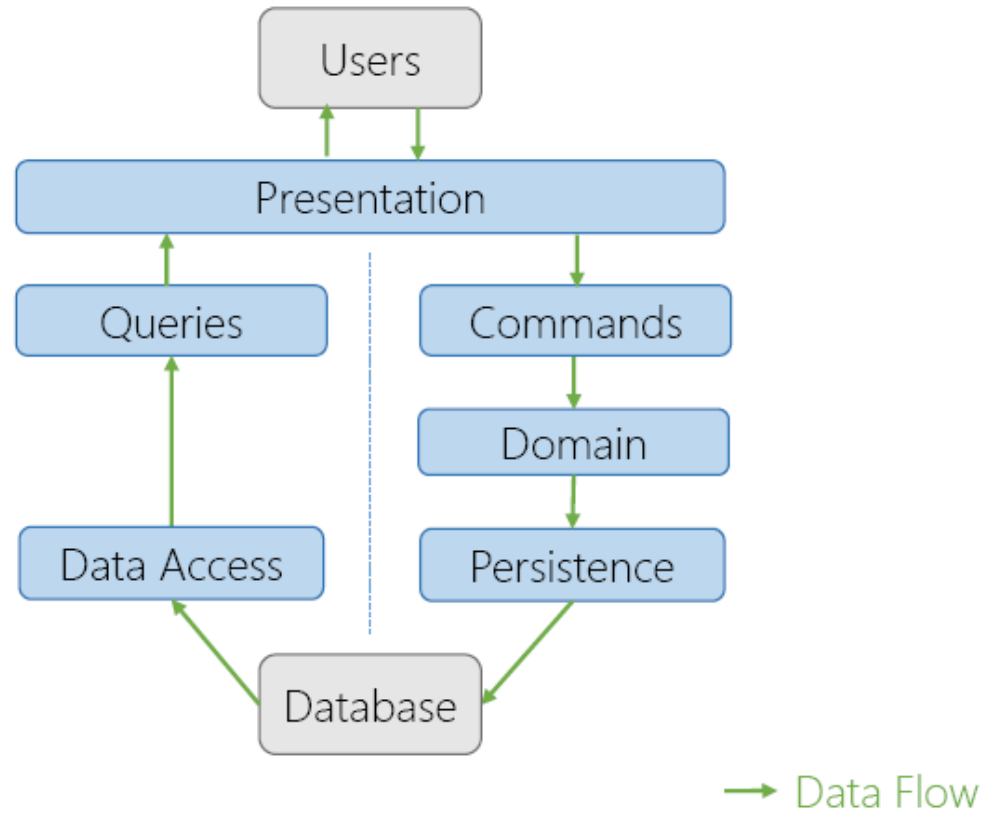 Users
Presentation
Queries
Commands
Domain
Data Access
Persistence
Database
Data Flow